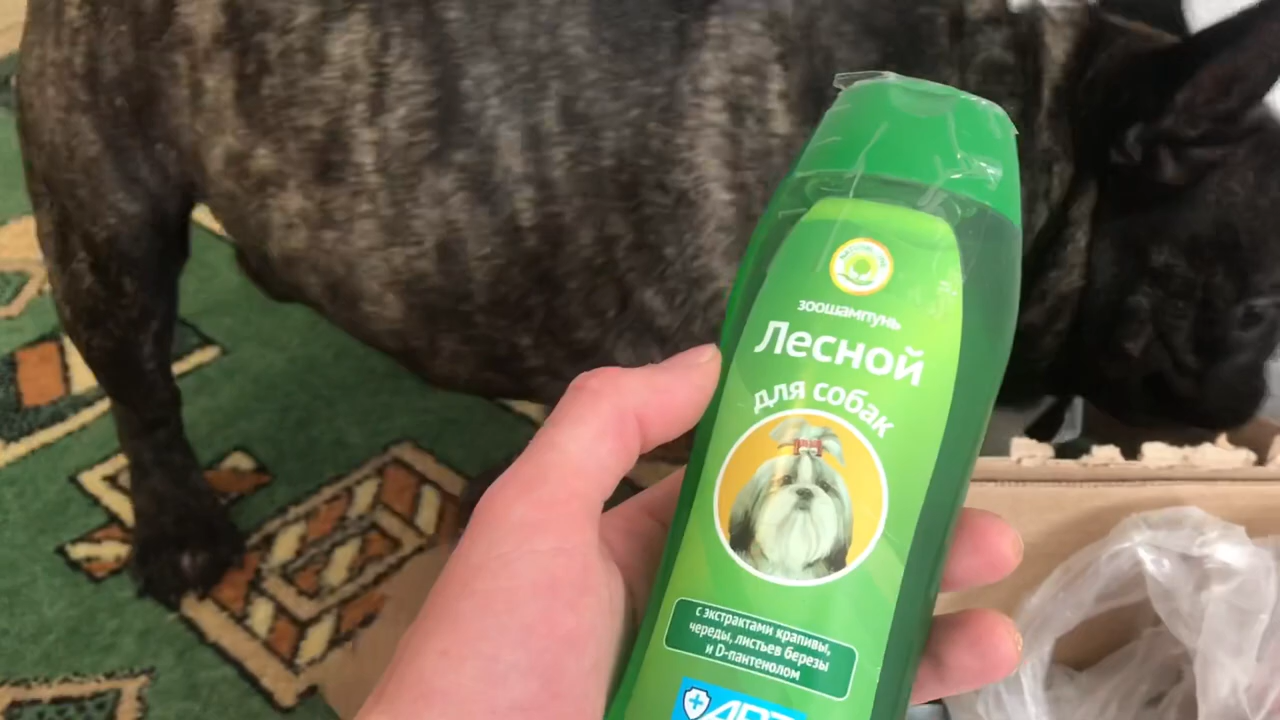 зоошампунь
Лесной
для собак
с экстрактами крапивы,
череды, листьев березы
и D-пантенолом